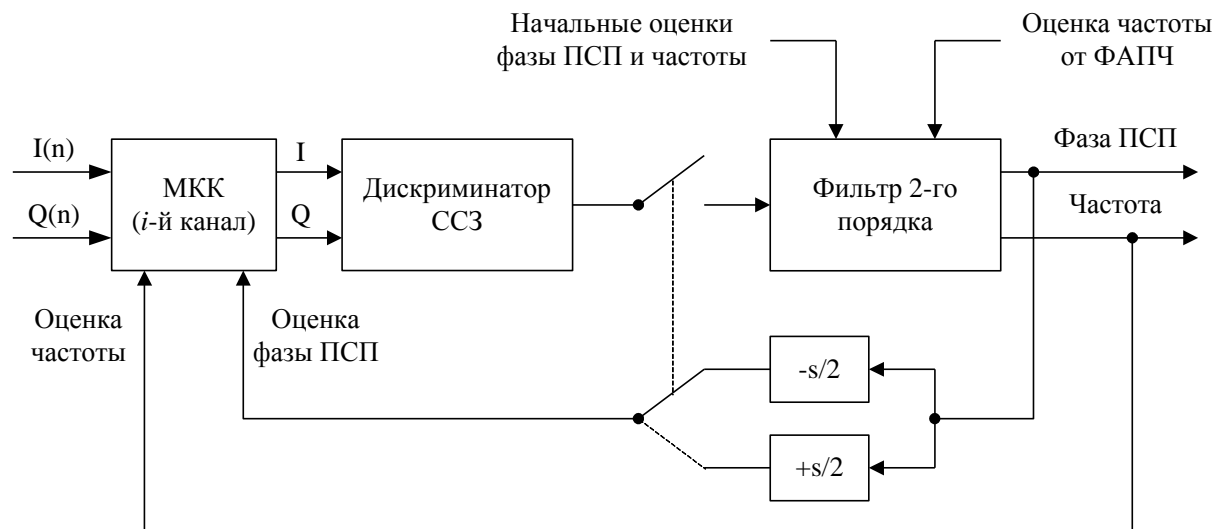 Начальные оценки
фазы ПСП и частоты
Оценка частоты
от ФАПЧ
I(n)
Q(n)
МКК
(i-й канал)
I
Q
Дискриминатор
ССЗ
Фильтр 2-го
порядка
Фаза ПСП
Частота
Оценка
частоты
Оценка
фазы ПСП
-s/2
+s/2